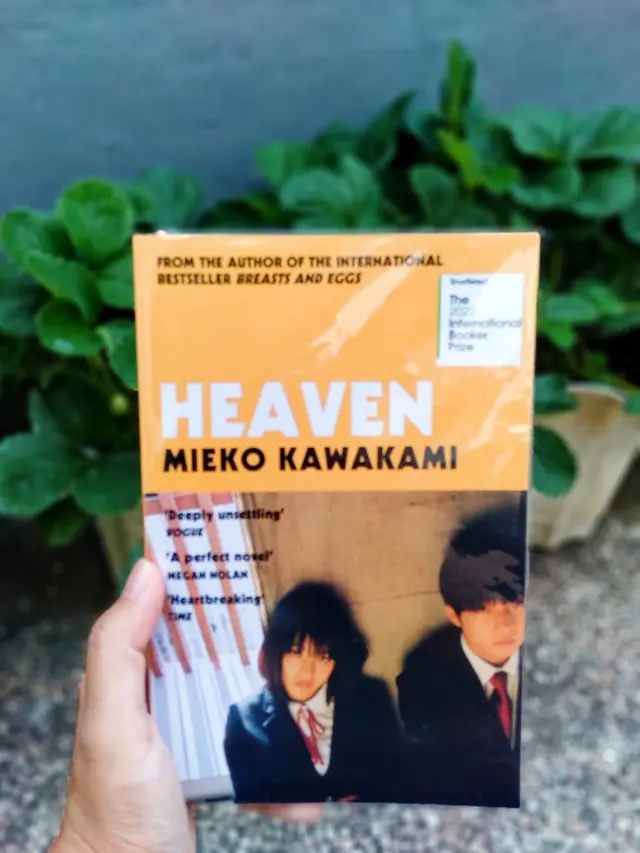 FROM THE AUTHOR OF THE INTERNATIONAL
BESTSELLER BREASTS AND EGGS
Shortlisted
The
2022
International
Booker
Prize
HEAVEN
MIEKO KAWAKAMI
'Deeply unsettling'
VOGUE
'A perfect novel'
MEGAN NOLAN
'Heartbreaking'
TIME